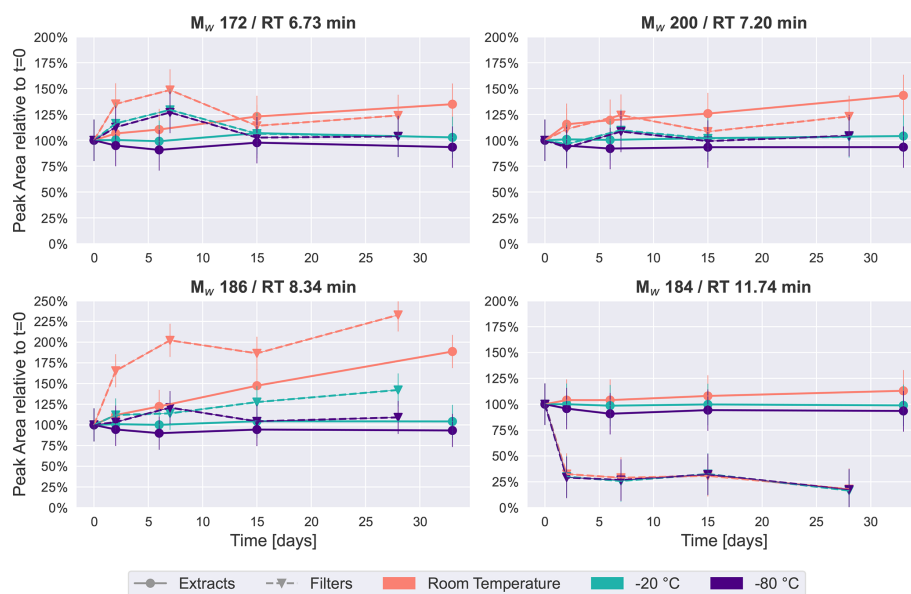 M_w 172 / RT 6.73 min
M_w 200 / RT 7.20 min
Peak Area relative to t=0
200%
175%
150%
125%
100%
75%
50%
25%
0%
0 5 10 15 20 25 30
200%
175%
150%
125%
100%
75%
50%
25%
0%
0 5 10 15 20 25 30
M_w 186 / RT 8.34 min
M_w 184 / RT 11.74 min
Peak Area relative to t=0
250%
225%
200%
175%
150%
125%
100%
75%
50%
25%
0%
0 5 10 15 20 25 30
Time [days]
200%
175%
150%
125%
100%
75%
50%
25%
0%
0 5 10 15 20 25 30
Time [days]
Extracts Filters Room Temperature -20 °C -80 °C